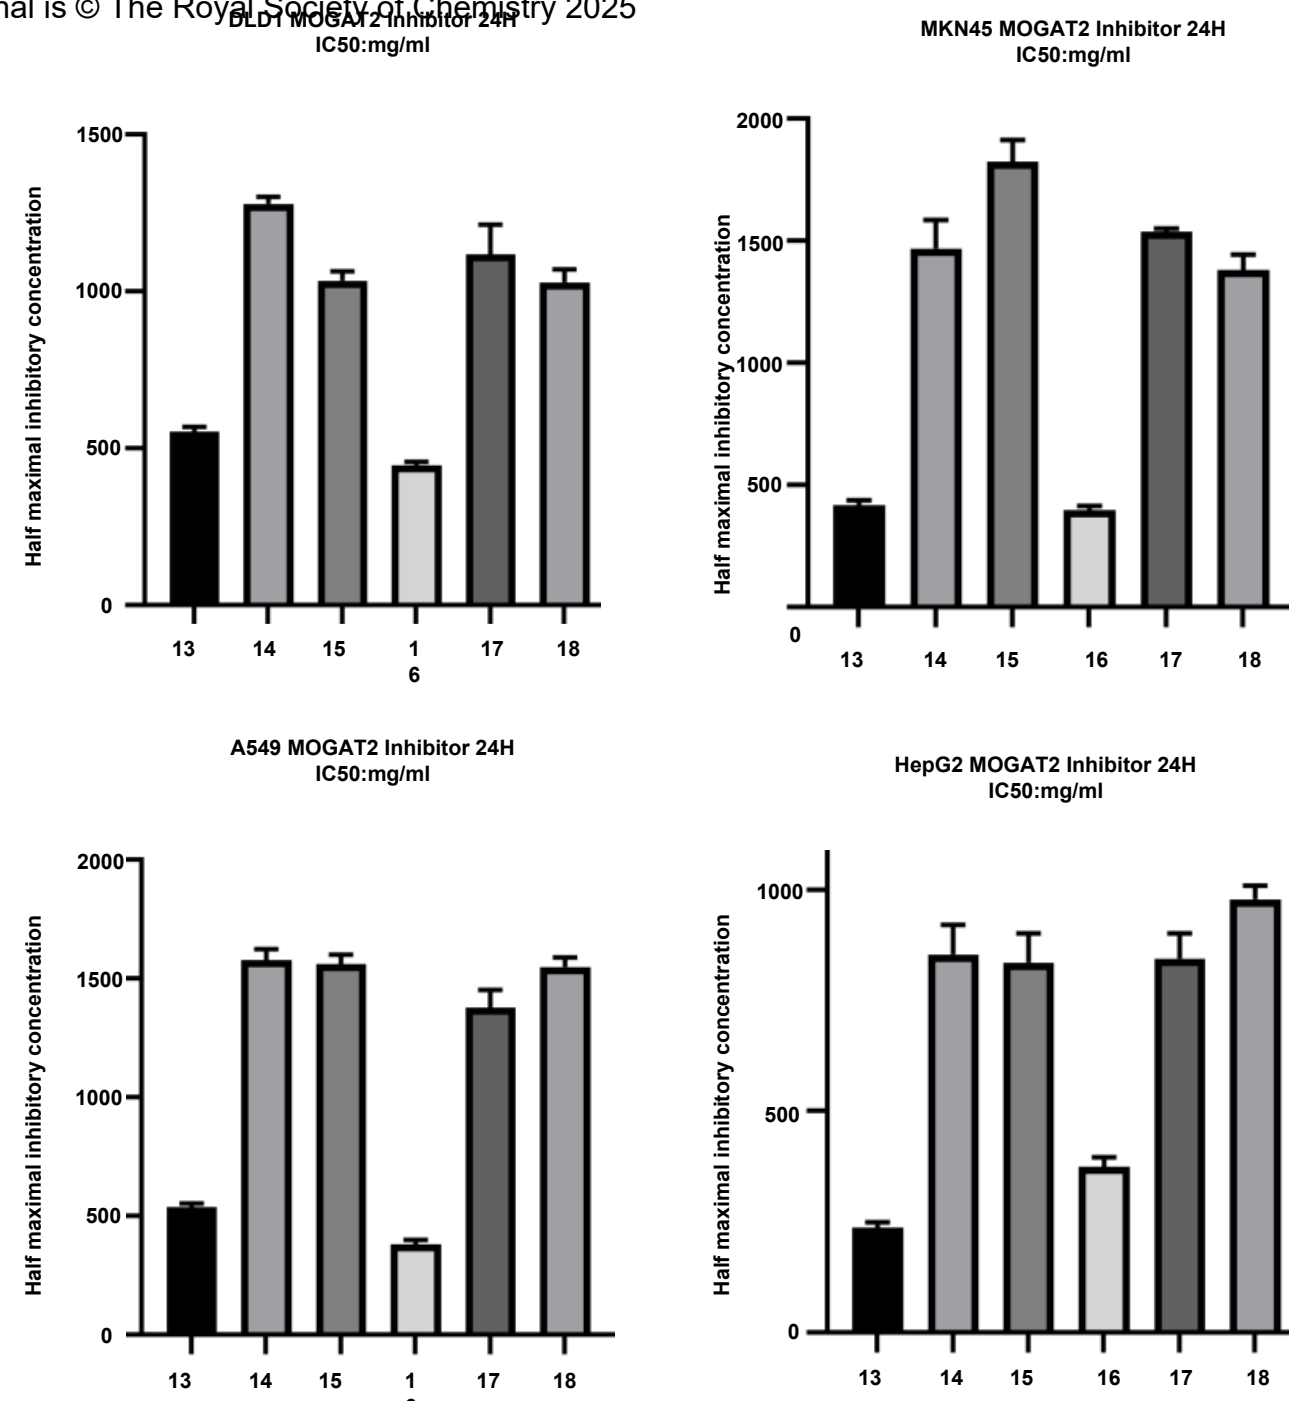 nal is © The Royal Society of Chemistry 2025
DLD1 MOGAT2 Inhibitor 24H
IC50:mg/ml
Half maximal inhibitory concentration
1500
1000
500
0
13 14 15 1 17 18
6
MKN45 MOGAT2 Inhibitor 24H
IC50:mg/ml
Half maximal inhibitory concentration
2000
1500
1000
500
0
13 14 15 16 17 18
A549 MOGAT2 Inhibitor 24H
IC50:mg/ml
Half maximal inhibitory concentration
2000
1500
1000
500
0
13 14 15 1 17 18
HepG2 MOGAT2 Inhibitor 24H
IC50:mg/ml
Half maximal inhibitory concentration
1000
500
0
13 14 15 16 17 18